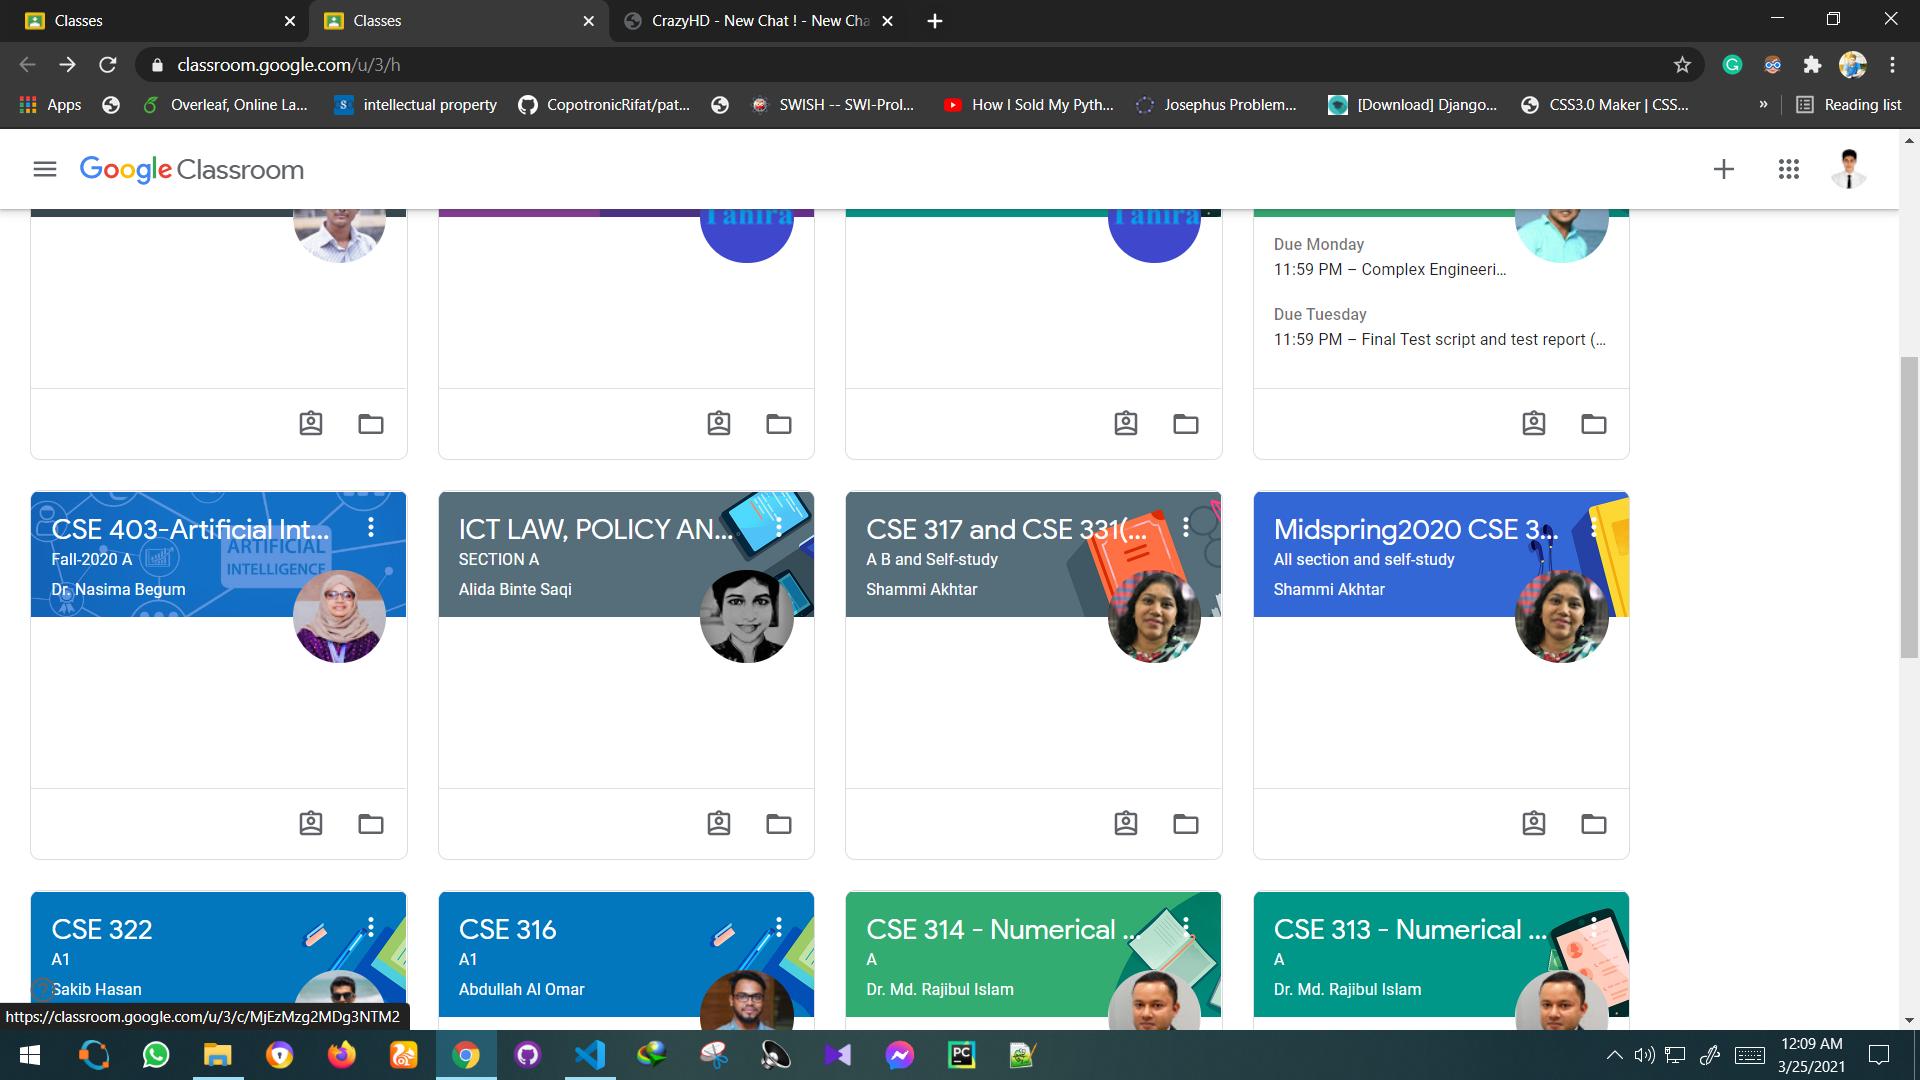 Classes
Classes
CrazyHD - New Chat ! - New Cha
classroom.google.com/u/3/h
Apps
Overleaf, Online La...
S
intellectual property
CopotronicRifat/pat...
SWISH -- SWI-Prol...
How I Sold My Pyth...
Josephus Problem...
[Download] Django...
CSS3.0 Maker | CSS...
»
Reading list
Google Classroom
Tahira
Tahira
Due Monday
11:59 PM – Complex Engineeri...
Due Tuesday
11:59 PM – Final Test script and test report (...
CSE 403-Artificial Int...
Fall-2020 A
Dr. Nasima Begum
ARTIFICIAL
INTELLIGENCE
ICT LAW, POLICY AN...
SECTION A
Alida Binte Saqi
CSE 317 and CSE 331(...
A B and Self-study
Shammi Akhtar
Midspring2020 CSE 3...
All section and self-study
Shammi Akhtar
CSE 322
A1
Sakib Hasan
CSE 316
A1
Abdullah Al Omar
CSE 314 - Numerical ...
A
Dr. Md. Rajibul Islam
CSE 313 - Numerical ...
A
Dr. Md. Rajibul Islam
https://classroom.google.com/u/3/c/MjEzMzg2MDg3NTM2
PC
12:09 AM
3/25/2021